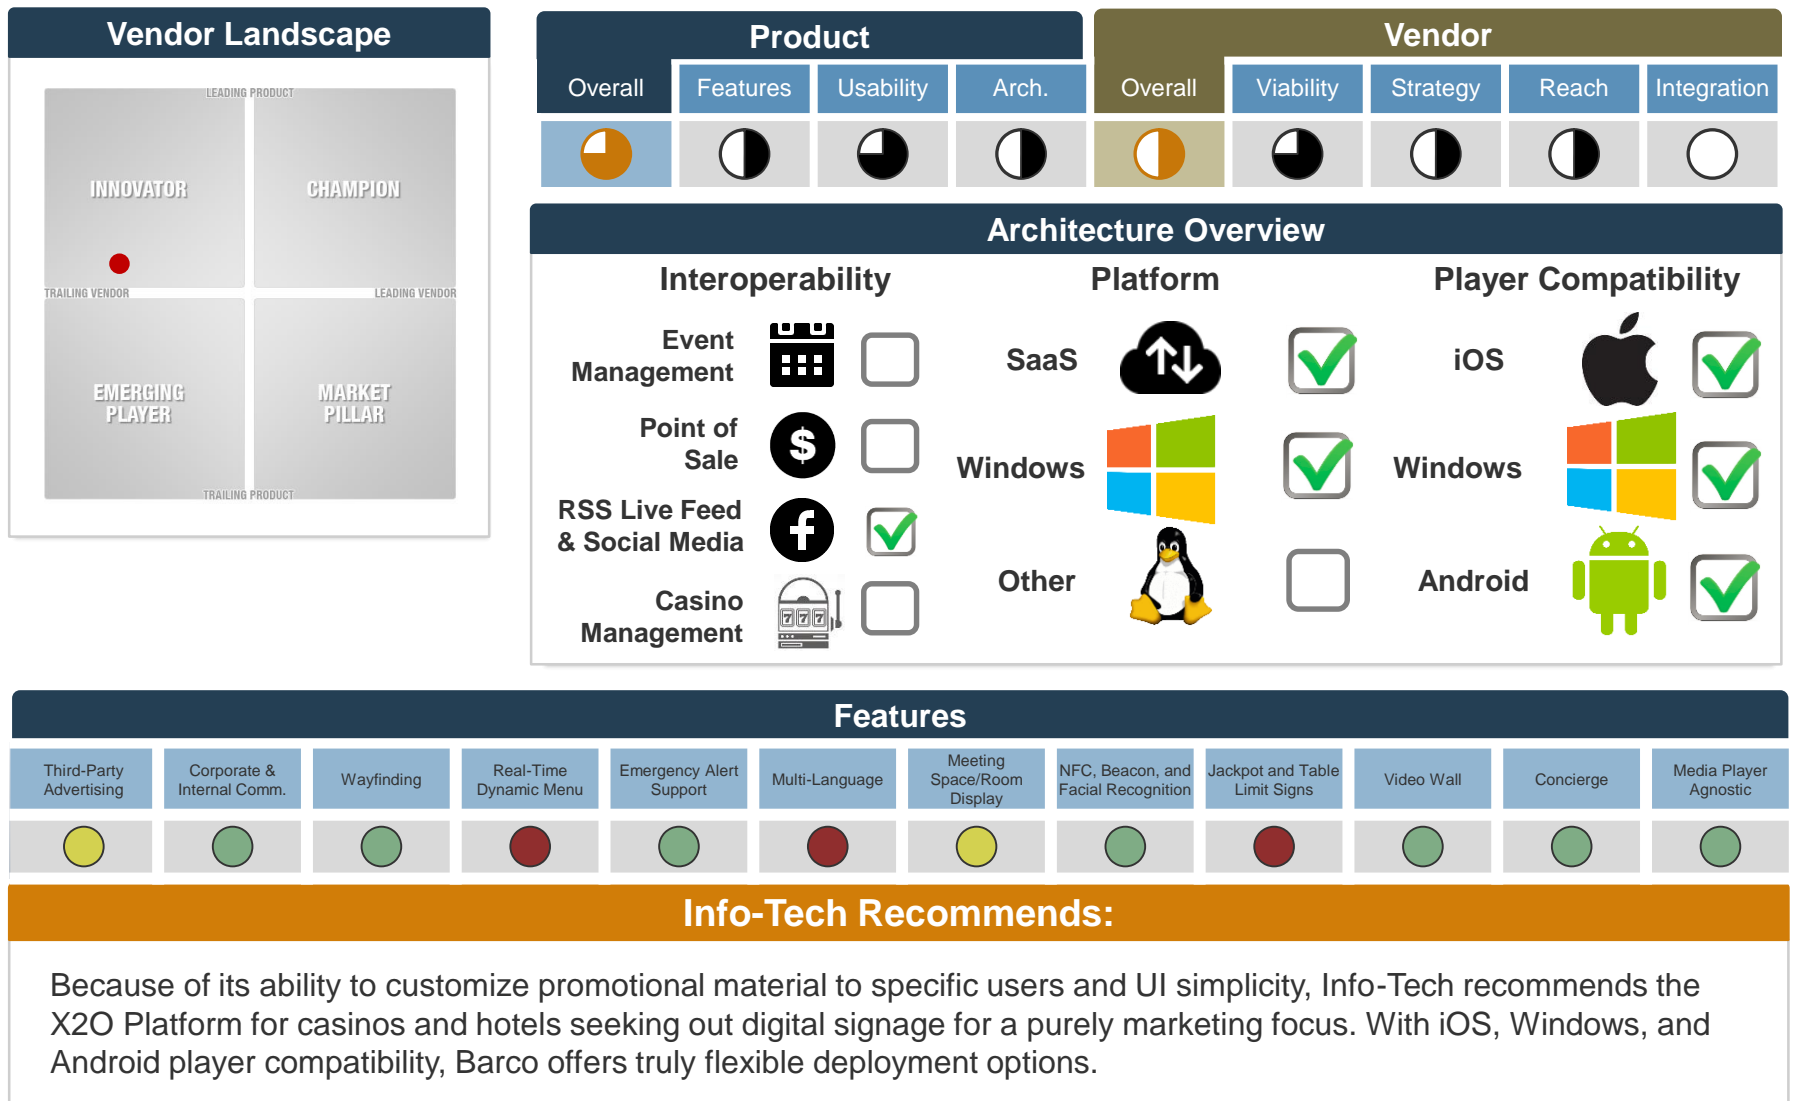 Vendor Landscape
LEADING PRODUCT
INNOVATOR
CHAMPION
TRAILING VENDOR
LEADING VENDOR
EMERGING
PLAYER
MARKET
PILLAR
TRAILING PRODUCT
Product
Vendor
Overall
Features
Usability
Arch.
Overall
Viability
Strategy
Reach
Integration
Architecture Overview
Interoperability
Event
Management
Point of
Sale
$
RSS Live Feed
& Social Media
f
Casino
Management
777
Platform
SaaS
Windows
Other
Player Compatibility
iOS
Windows
Android
Features
Third-Party
Advertising
Corporate &
Internal Comm.
Wayfinding
Real-Time
Dynamic Menu
Emergency Alert
Support
Multi-Language
Meeting
Space/Room
Display
NFC, Beacon, and
Facial Recognition
Jackpot and Table
Limit Signs
Video Wall
Concierge
Media Player
Agnostic
Info-Tech Recommends:
Because of its ability to customize promotional material to specific users and UI simplicity, Info-Tech recommends the
X2O Platform for casinos and hotels seeking out digital signage for a purely marketing focus. With iOS, Windows, and
Android player compatibility, Barco offers truly flexible deployment options.